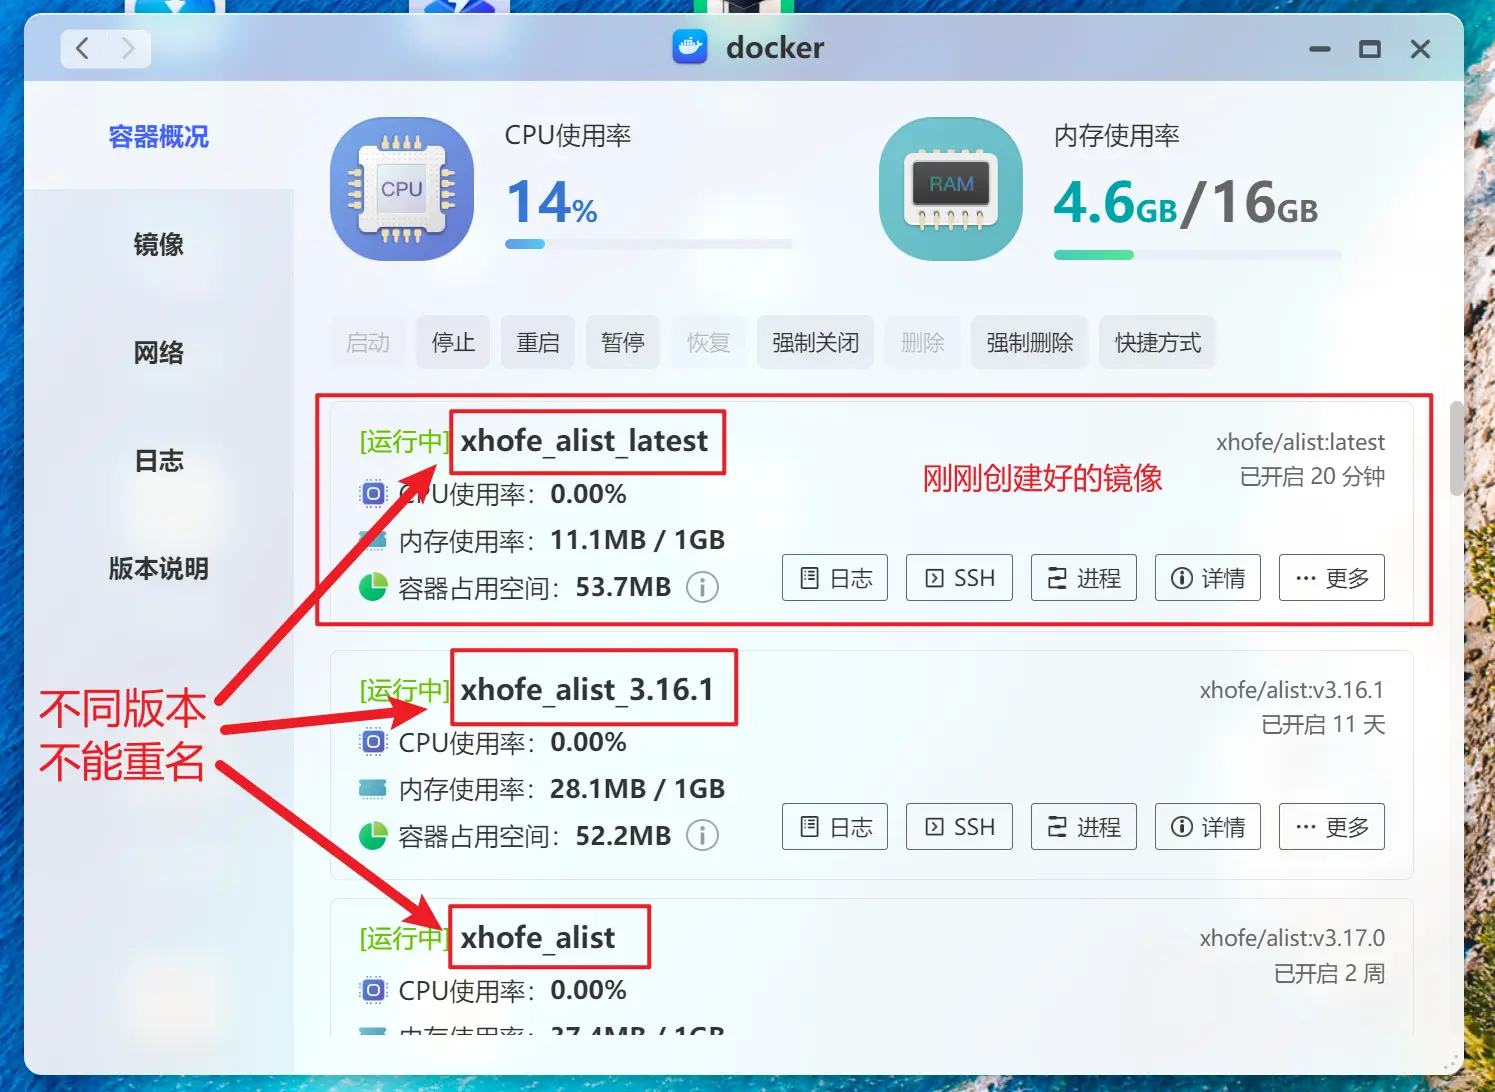 docker
容器概况
镜像
网络
日志
版本说明
CPU
CPU使用率
14%
RAM
内存使用率
4.6GB/16GB
启动
停止
重启
暂停
恢复
强制关闭
删除
强制删除
快捷方式
[运行中] xhofe_alist_latest
xhofe/alist:latest
刚刚创建好的镜像
已开启 20 分钟
CPU使用率：0.00%
内存使用率：11.1MB / 1GB
容器占用空间：53.7MB
日志
SSH
进程
详情
··· 更多
不同版本
不能重名
[运行中] xhofe_alist_3.16.1
xhofe/alist:v3.16.1
已开启 11 天
CPU使用率：0.00%
内存使用率：28.1MB / 1GB
容器占用空间：52.2MB
日志
SSH
进程
详情
··· 更多
[运行中] xhofe_alist
xhofe/alist:v3.17.0
已开启 2 周
CPU使用率：0.00%
内存使用率：37.4MB / 1GB